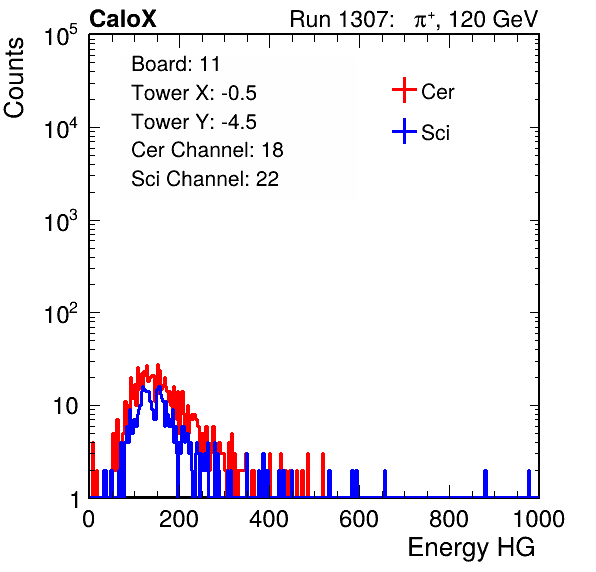 CaloX Run 1307: π⁺, 120 GeV
Counts
10⁵
10⁴
10³
10²
10
1
Board: 11
Tower X: -0.5
Tower Y: -4.5
Cer Channel: 18
Sci Channel: 22
Cer
Sci
0 200 400 600 800 1000
Energy HG